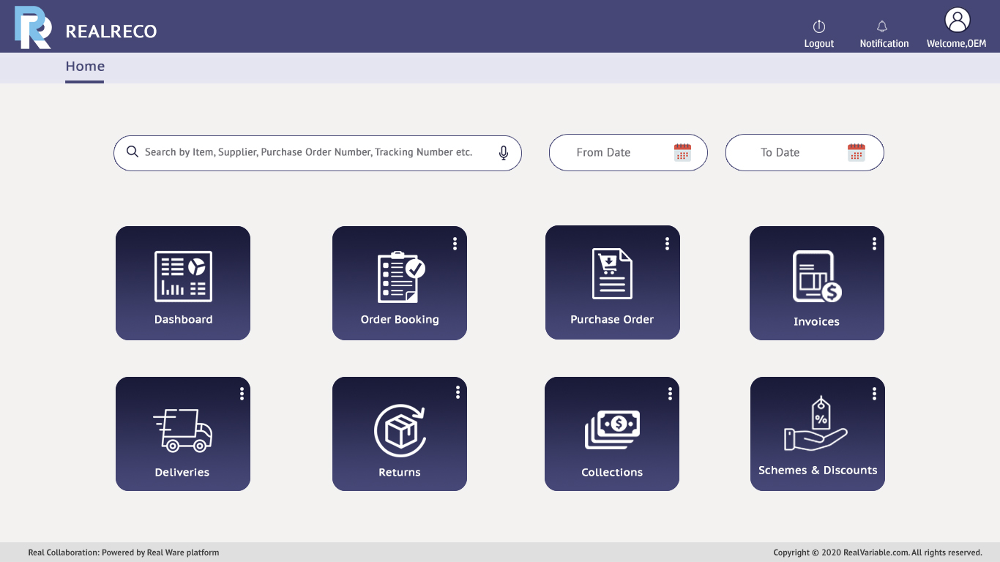 REALRECO
Logout
Notification
Welcome,OEM
Home
Search by Item, Supplier, Purchase Order Number, Tracking Number etc.
From Date
To Date
Dashboard
Order Booking
Purchase Order
Invoices
Deliveries
Returns
Collections
%
Schemes & Discounts
Real Collaboration: Powered by Real Ware platform
Copyright © 2020 RealVariable.com. All rights reserved.